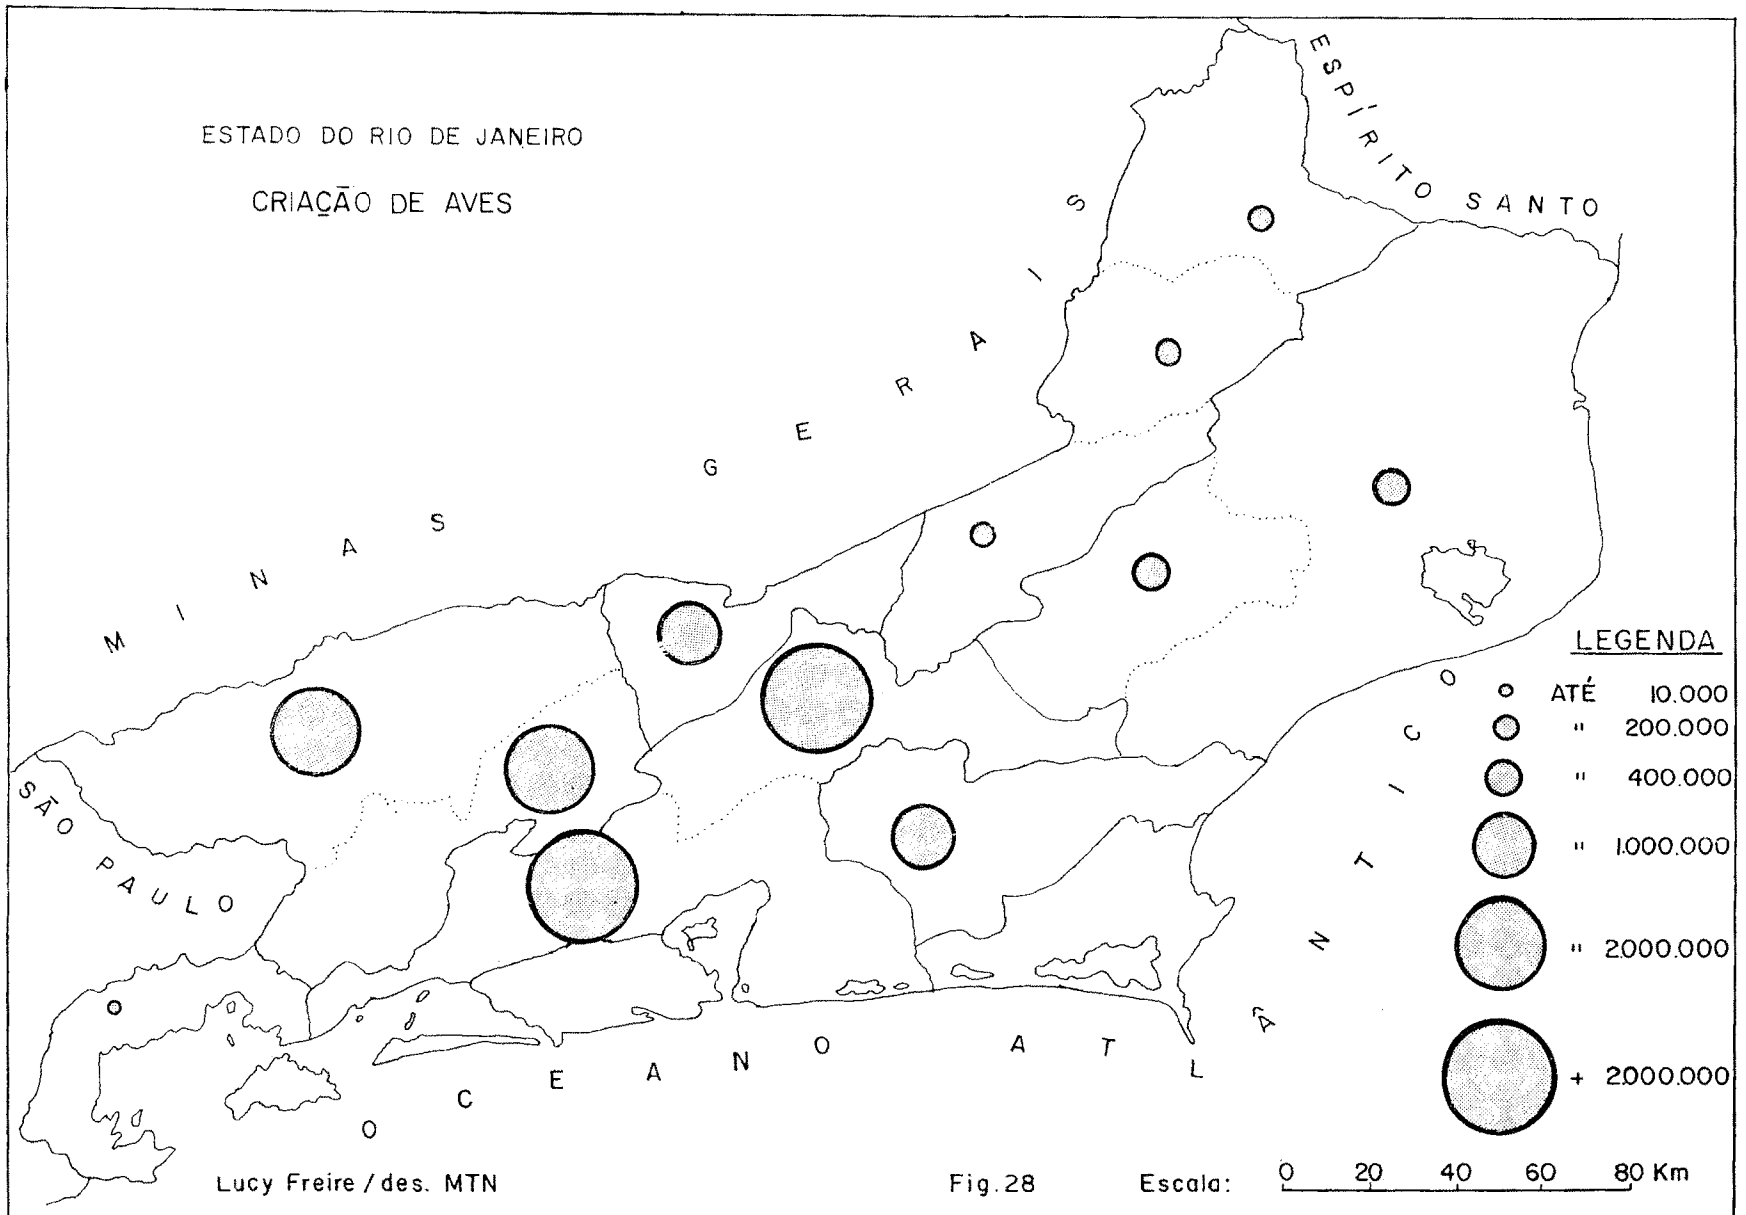 ESTADO DO RIO DE JANEIRO
CRIAÇÃO DE AVES
ESPÍRITO SANTO
MINAS GERAIS
SÃO PAULO
OCEANO ATLÂNTICO
LEGENDA
ATÉ 10.000
" 200.000
" 400.000
" 1.000.000
" 2.000.000
+ 2.000.000
Lucy Freire / des. MTN
Fig. 28
Escala: 0 20 40 60 80 Km